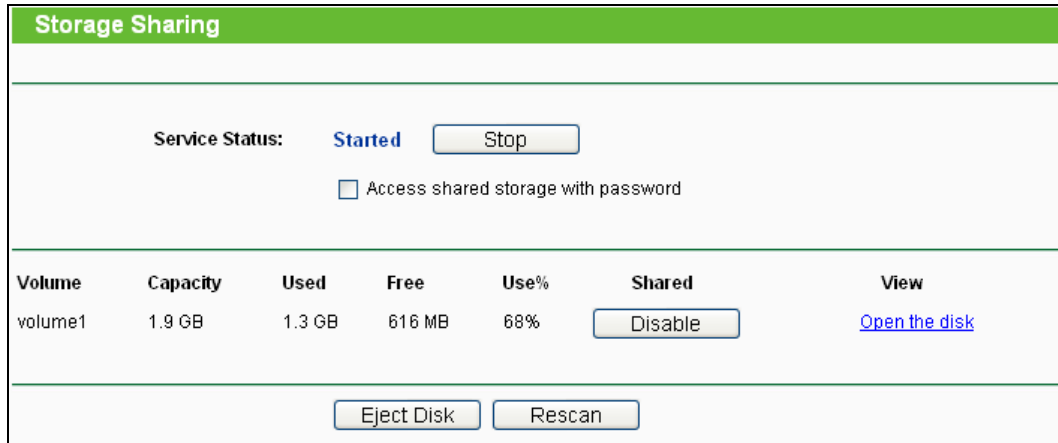 Storage Sharing
Service Status: Started Stop
Access shared storage with password
Volume Capacity Used Free Use% Shared View
volume1 1.9 GB 1.3 GB 616 MB 68% Disable Open the disk
Eject Disk Rescan